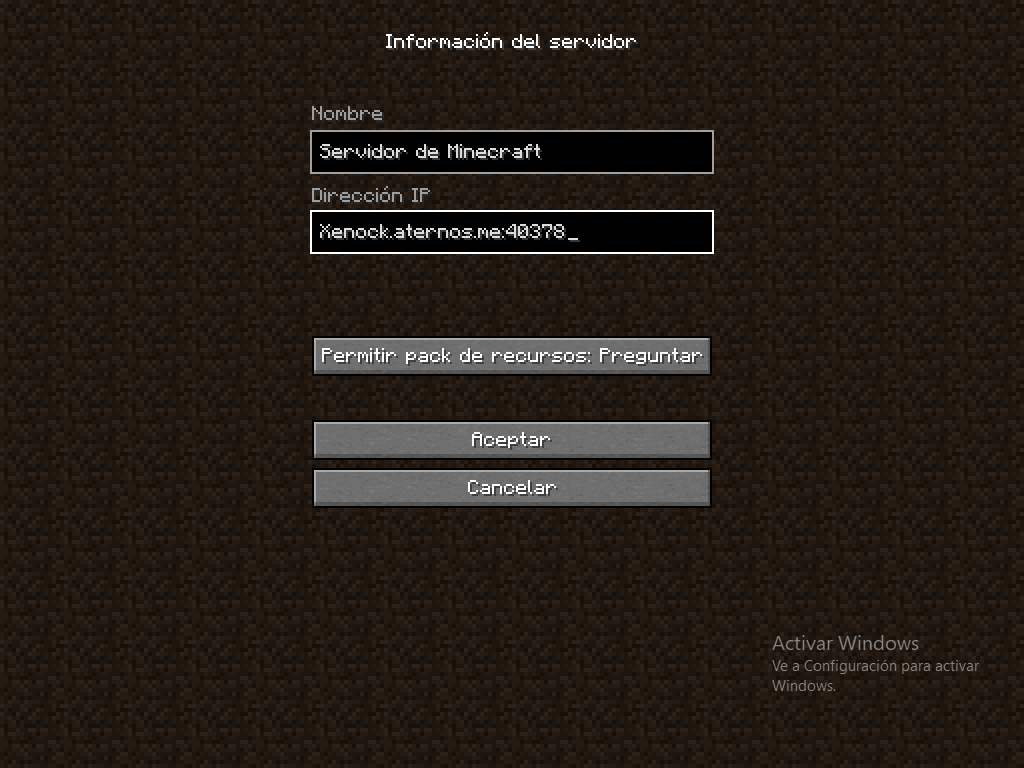 Información del servidor
Nombre
Servidor de Minecraft
Dirección IP
Xenock.aternos.me:40378_
Permitir pack de recursos: Preguntar
Aceptar
Cancelar
Activar Windows
Ve a Configuración para activar
Windows.